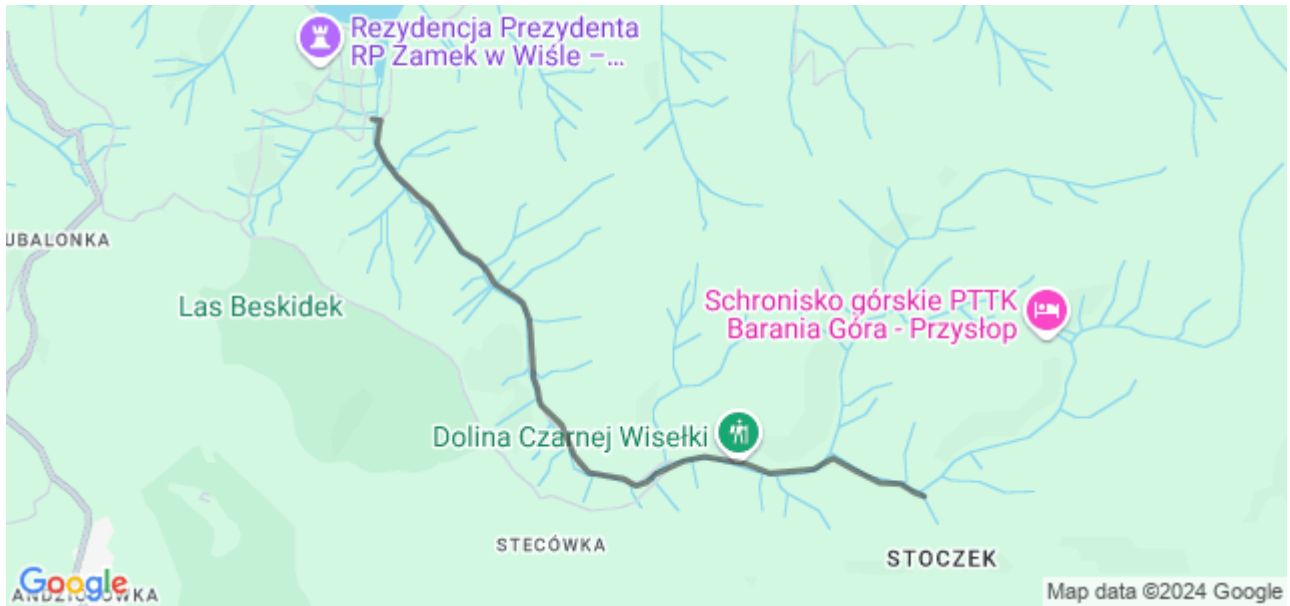 Rezydencja Prezydenta
RP Zamek w Wiśle –...
UBALONKA
Las Beskidek
Schronisko górskie PTTK
Barania Góra - Przysłop
Dolina Czarnej Wisełki
STECÓWKA
STOCZEK
Google
Map data ©2024 Google